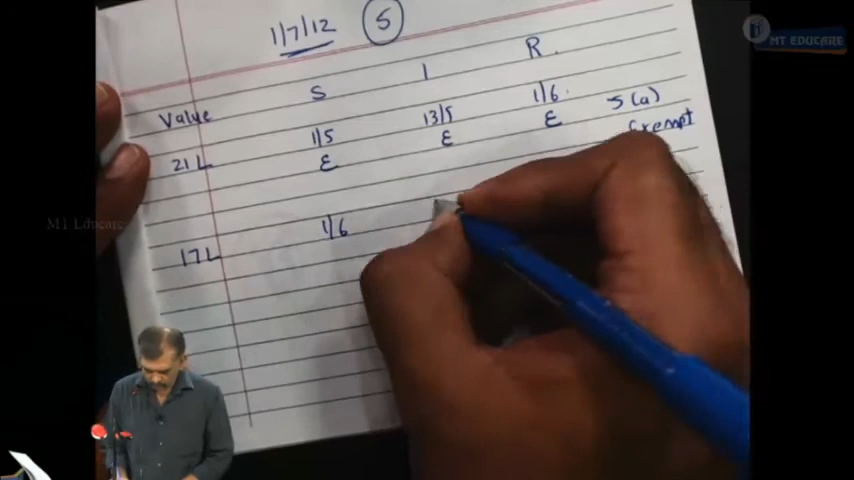 1/7/12 5
MT EDUCARE
Value S I R
1/5 13/5 1/6 5(a)
21 L E E E Exempt
1/6
17L
MT Educare